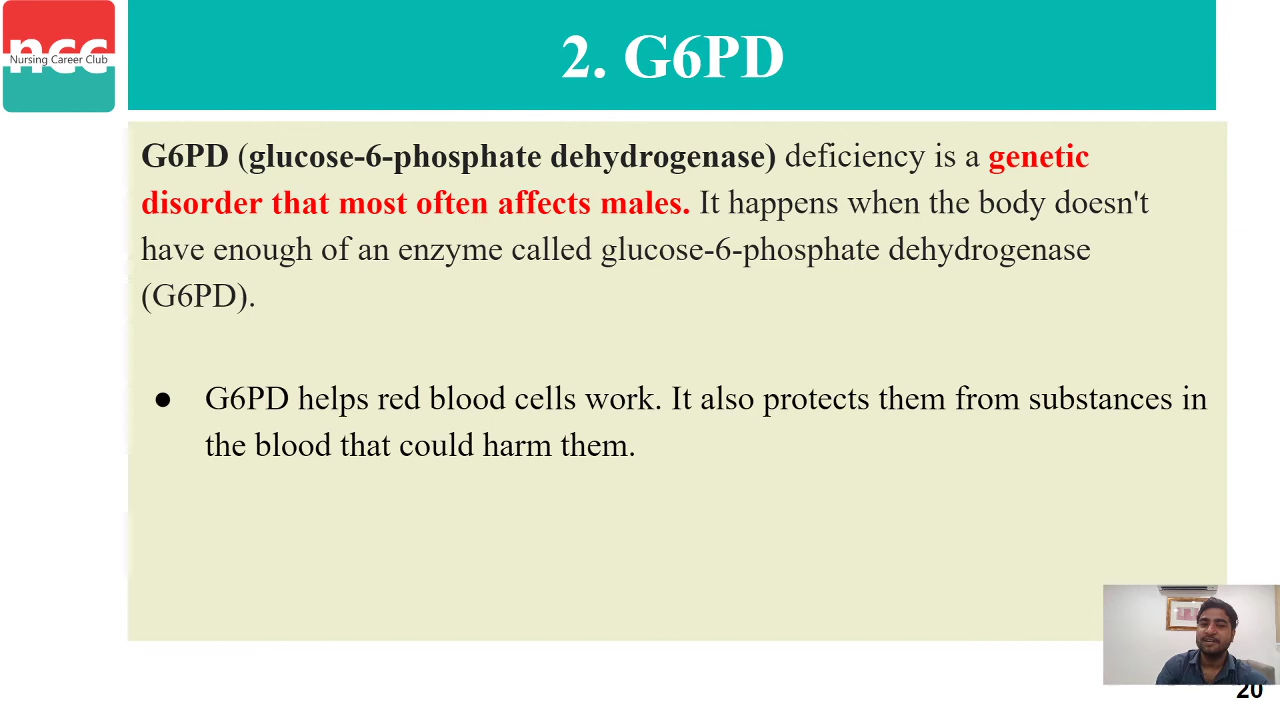 ncc
Nursing Career Club
2. G6PD
G6PD (glucose-6-phosphate dehydrogenase) deficiency is a genetic
disorder that most often affects males. It happens when the body doesn't
have enough of an enzyme called glucose-6-phosphate dehydrogenase
(G6PD).
● G6PD helps red blood cells work. It also protects them from substances in
the blood that could harm them.
20